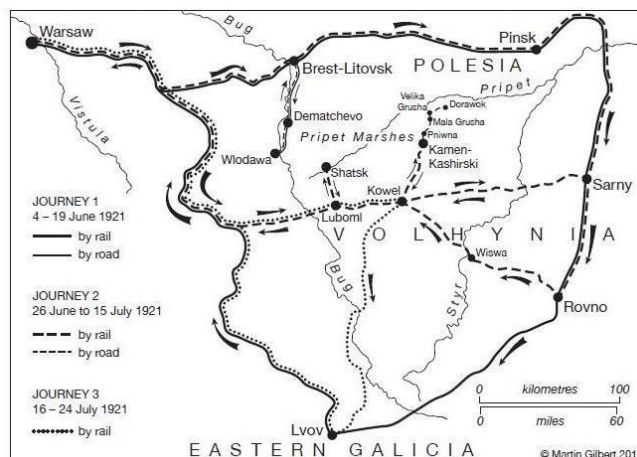 Warsaw
Bug
Pinsk
Brest-Litovsk
POLESIA
Pripet
Velika
Grusha
Dorawok
Mala Grusha
Pniwna
Vistula
Dematchevo
Pripet Marshes
Kamen-
Kashirski
Wlodawa
Shatsk
Kowel
Sarny
Luboml
VOLHYNIA
JOURNEY 1
4 – 19 June 1921
by rail
by road
Bug
Styr
Wiswa
Rovno
JOURNEY 2
26 June to 15 July 1921
by rail
by road
JOURNEY 3
16 – 24 July 1921
by rail
0 kilometres 100
0 miles 60
Lvov
EASTERN GALICIA
© Martin Gilbert 201